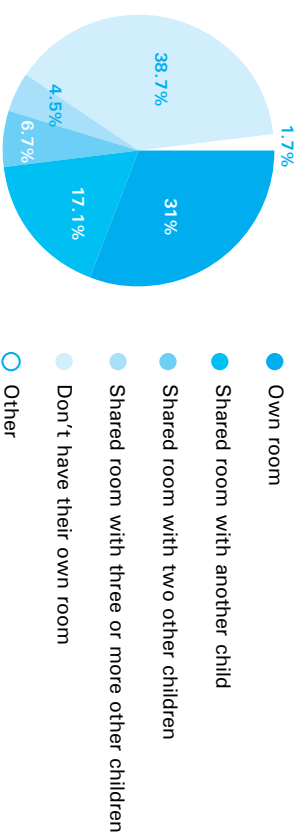 1.7%
38.7%
31%
4.5%
6.7%
17.1%
Own room
Shared room with another child
Shared room with two other children
Shared room with three or more other children
Don’t have their own room
Other